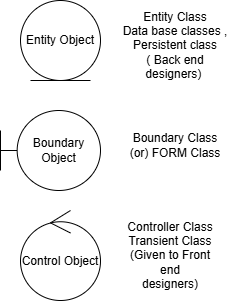 Entity Object
Entity Class
Data base classes ,
Persistent class
( Back end
designers)
Boundary
Object
Boundary Class
(or) FORM Class
Control Object
Controller Class
Transient Class
(Given to Front
end
designers)